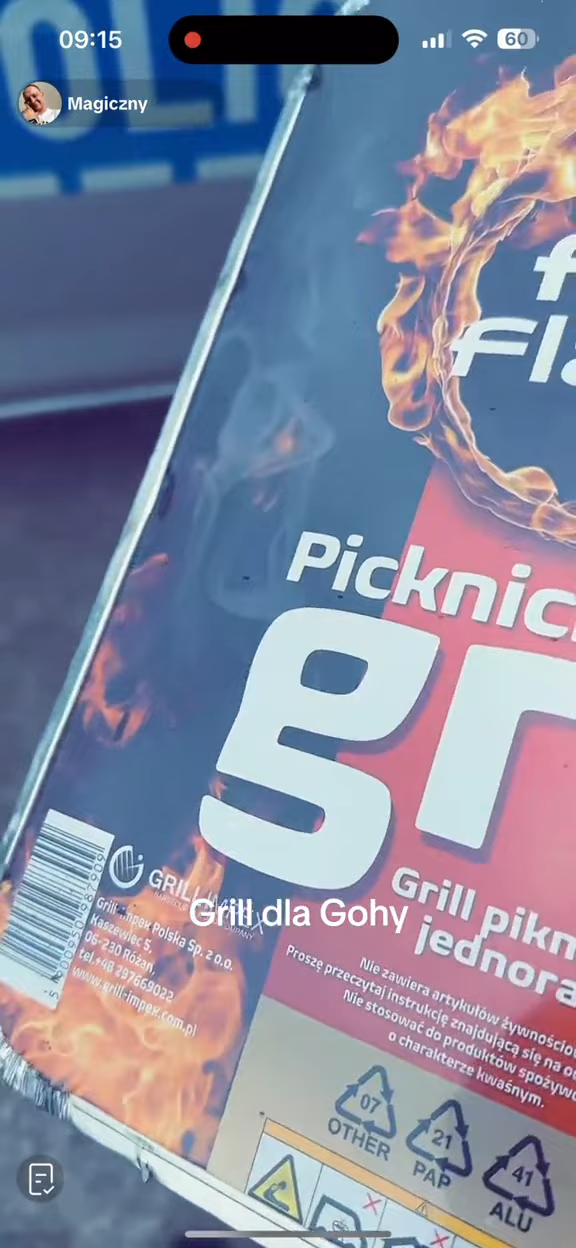 09:15
60
Magiczny
Picknic
gr
GRILL
Grill dla Gohy
Grill-Impex Polska Sp. z o.o.
Kaszewiec 5,
06-230 Różan,
tel.+48 297669022
www.grill-impex.com.pl
Grill pikn
jednora
Nie zawiera artykułów żywnościo
Proszę przeczytaj instrukcję znajdującą się na o
Nie stosować do produktów spożyw
o charakterze kwaśnym.
07
OTHER
21
PAP
41
ALU